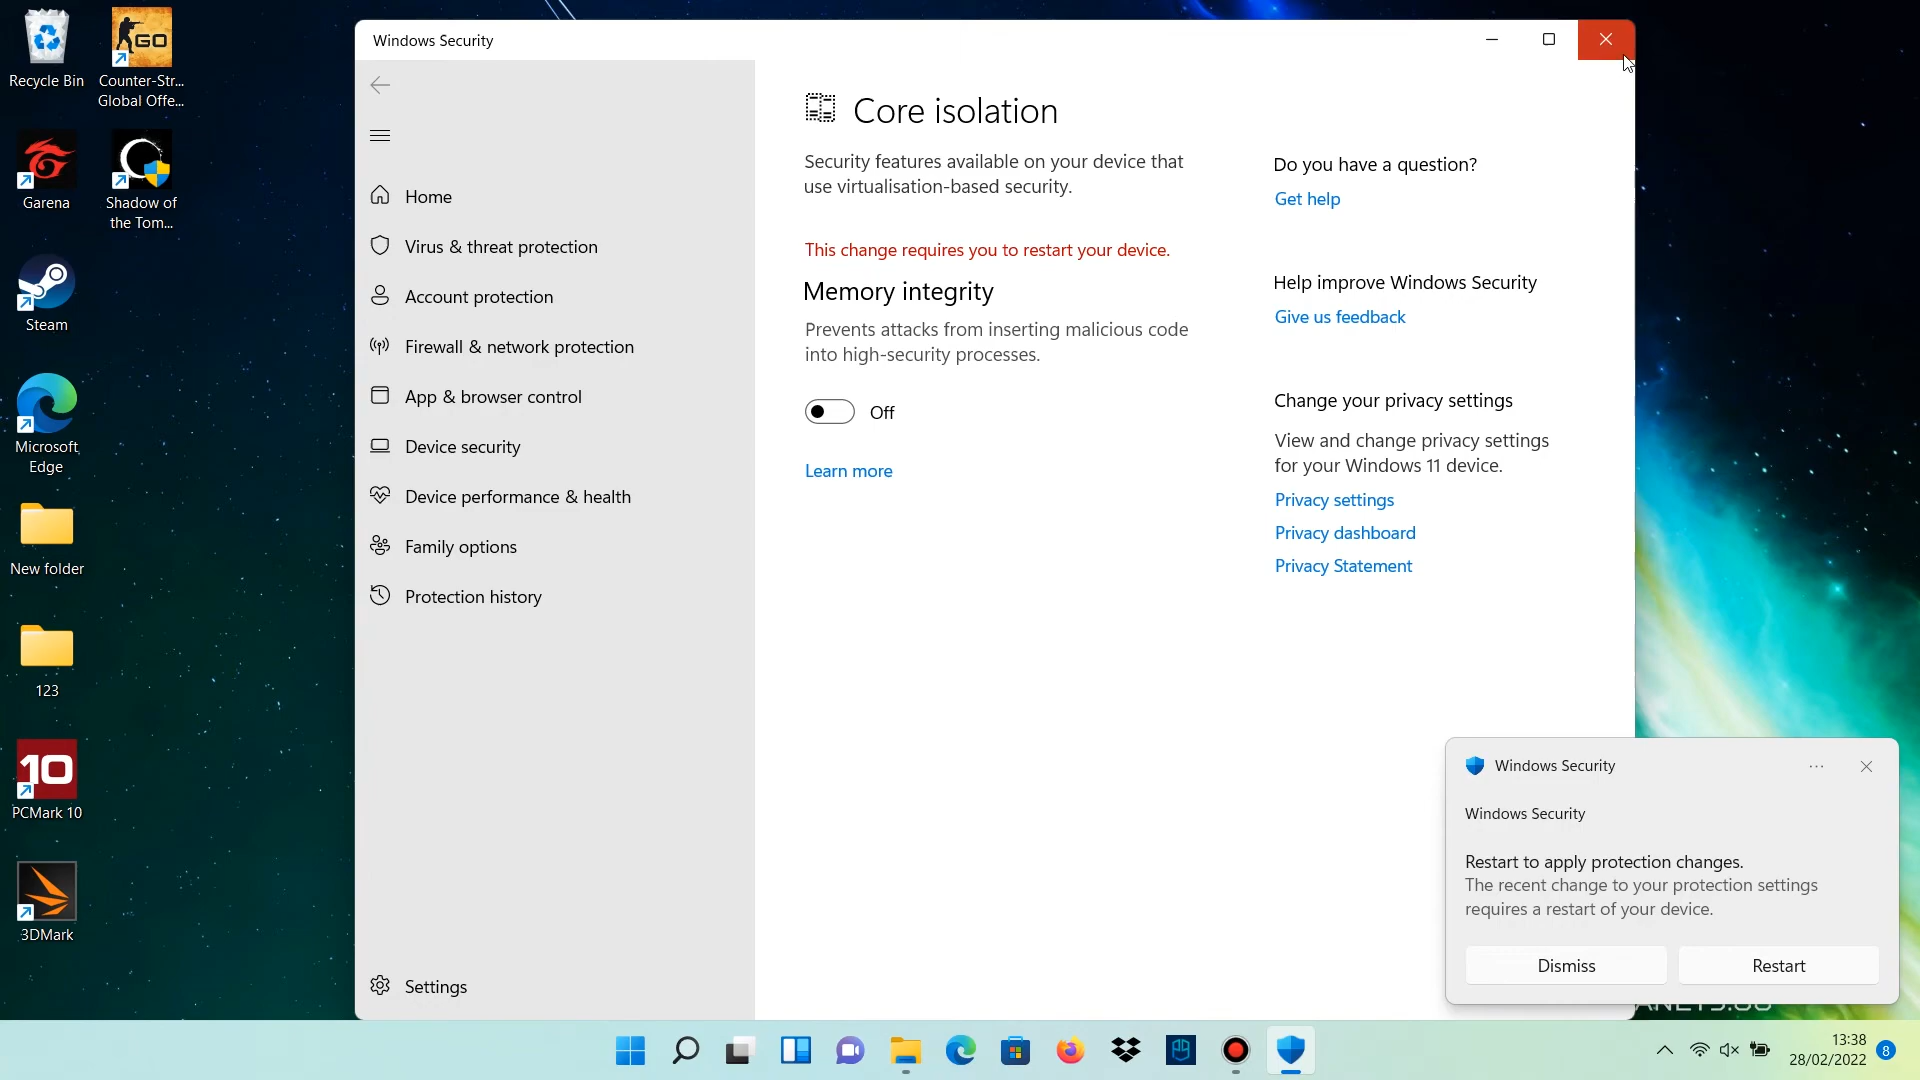 Recycle Bin
Counter-Str...
Global Offe...
Garena
Shadow of
the Tom...
Steam
Microsoft
Edge
New folder
123
10
PCMark 10
3DMark
GO
Windows Security
Home
Virus & threat protection
Account protection
Firewall & network protection
App & browser control
Device security
Device performance & health
Family options
Protection history
Settings
Core isolation
Security features available on your device that
use virtualisation-based security.
This change requires you to restart your device.
Memory integrity
Prevents attacks from inserting malicious code
into high-security processes.
Off
Learn more
Do you have a question?
Get help
Help improve Windows Security
Give us feedback
Change your privacy settings
View and change privacy settings
for your Windows 11 device.
Privacy settings
Privacy dashboard
Privacy Statement
Windows Security
Windows Security
Restart to apply protection changes.
The recent change to your protection settings
requires a restart of your device.
Dismiss
Restart
13:38
28/02/2022
8